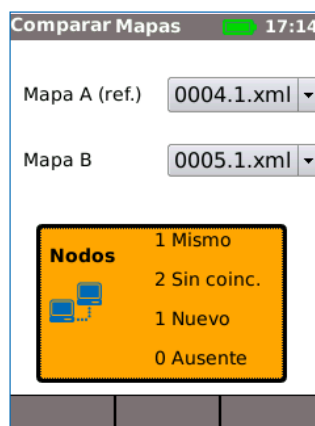 Comparar Mapas 17:14
Mapa A (ref.) 0004.1.xml
Mapa B 0005.1.xml
Nodos
1 Mismo
2 Sin coinc.
1 Nuevo
0 Ausente